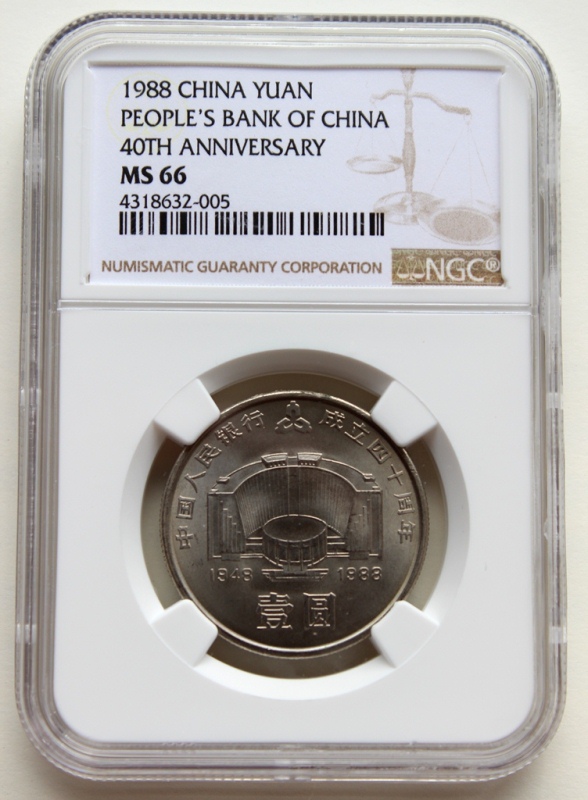 1988 CHINA YUAN
PEOPLE'S BANK OF CHINA
40TH ANNIVERSARY
MS 66
4318632-005
NUMISMATIC GUARANTY CORPORATION
NGC®
中国人民银行 成立四十周年
1948 1988
壹圆